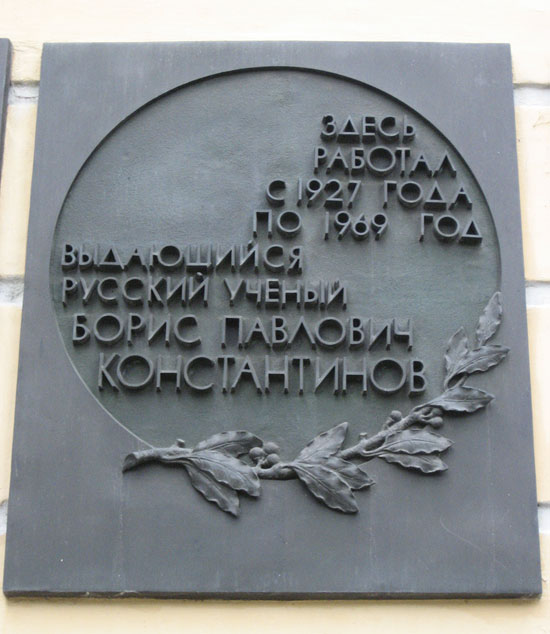 ЗДЕСЬ
РАБОТАЛ
С 1927 ГОДА
ПО 1969 ГОД
ВЫДАЮЩИЙСЯ
РУССКИЙ УЧЕНЫЙ
БОРИС ПАВЛОВИЧ
КОНСТАНТИНОВ